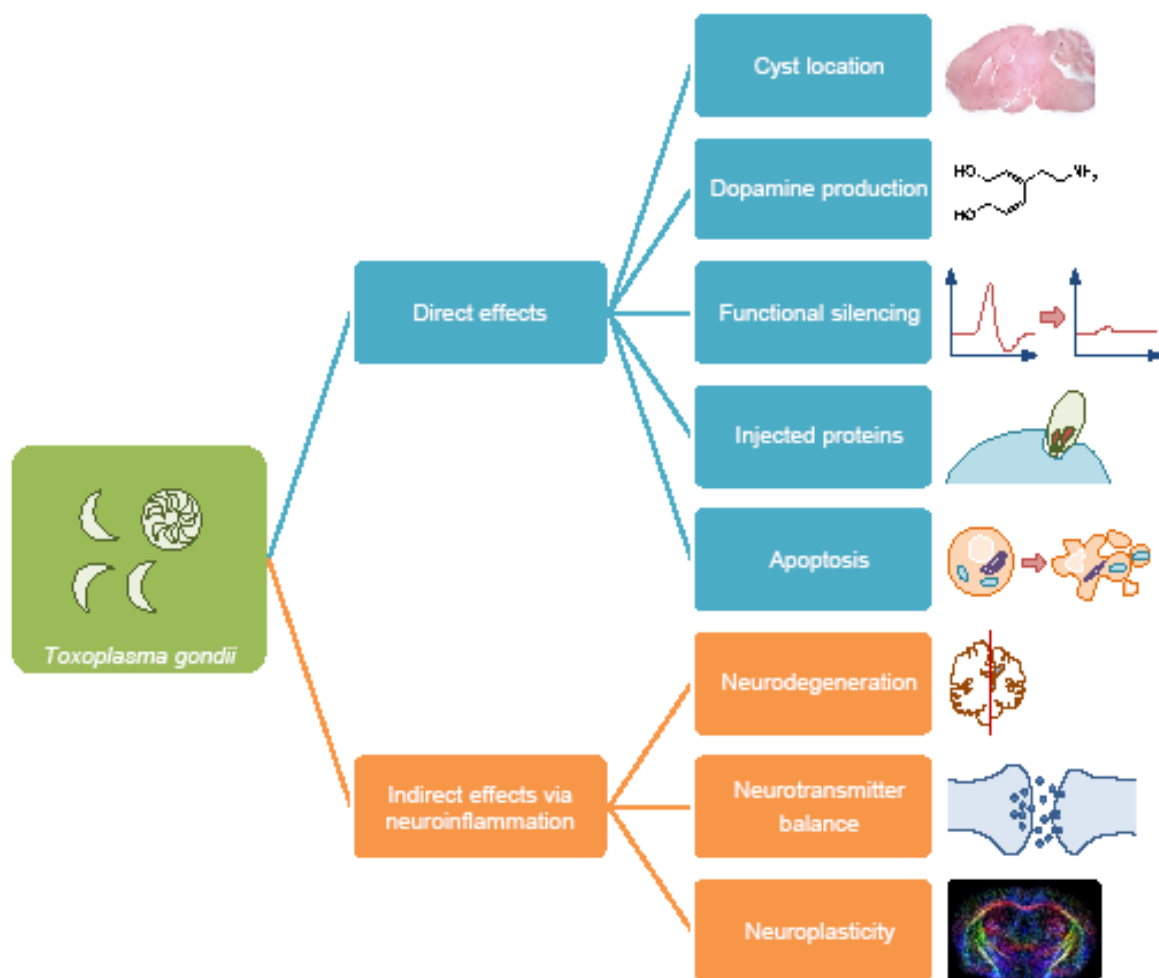 Cyst location
Dopamine production
HO
NH2
HO
Direct effects
Functional silencing
Injected proteins
Toxoplasma gondii
Apoptosis
Neurodegeneration
Indirect effects via
neuroinflammation
Neurotransmitter
balance
Neuroplasticity